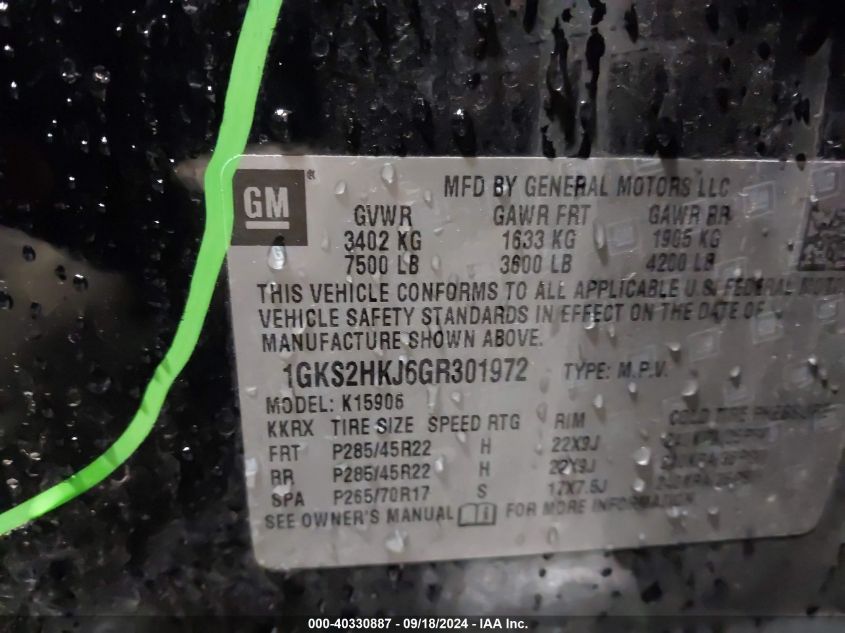 GM ® MFD BY GENERAL MOTORS LLC
GVWR GAWR FRT GAWR RR
3402 KG 1633 KG 1905 KG
7500 LB 3600 LB 4200 LB
THIS VEHICLE CONFORMS TO ALL APPLICABLE U.S. FEDERAL MOTOR
VEHICLE SAFETY STANDARDS IN EFFECT ON THE DATE OF
MANUFACTURE SHOWN ABOVE.
1GKS2HKJ6GR301972 TYPE: M.P.V.
MODEL: K15906
KKRX TIRE SIZE SPEED RTG RIM COLD TIRE PRESSURE
FRT P285/45R22 H 22X9J
RR P285/45R22 H 22X9J
SPA P265/70R17 S 17X7.5J
SEE OWNER'S MANUAL FOR MORE INFORMATION
000-40330887 - 09/18/2024 - IAA Inc.